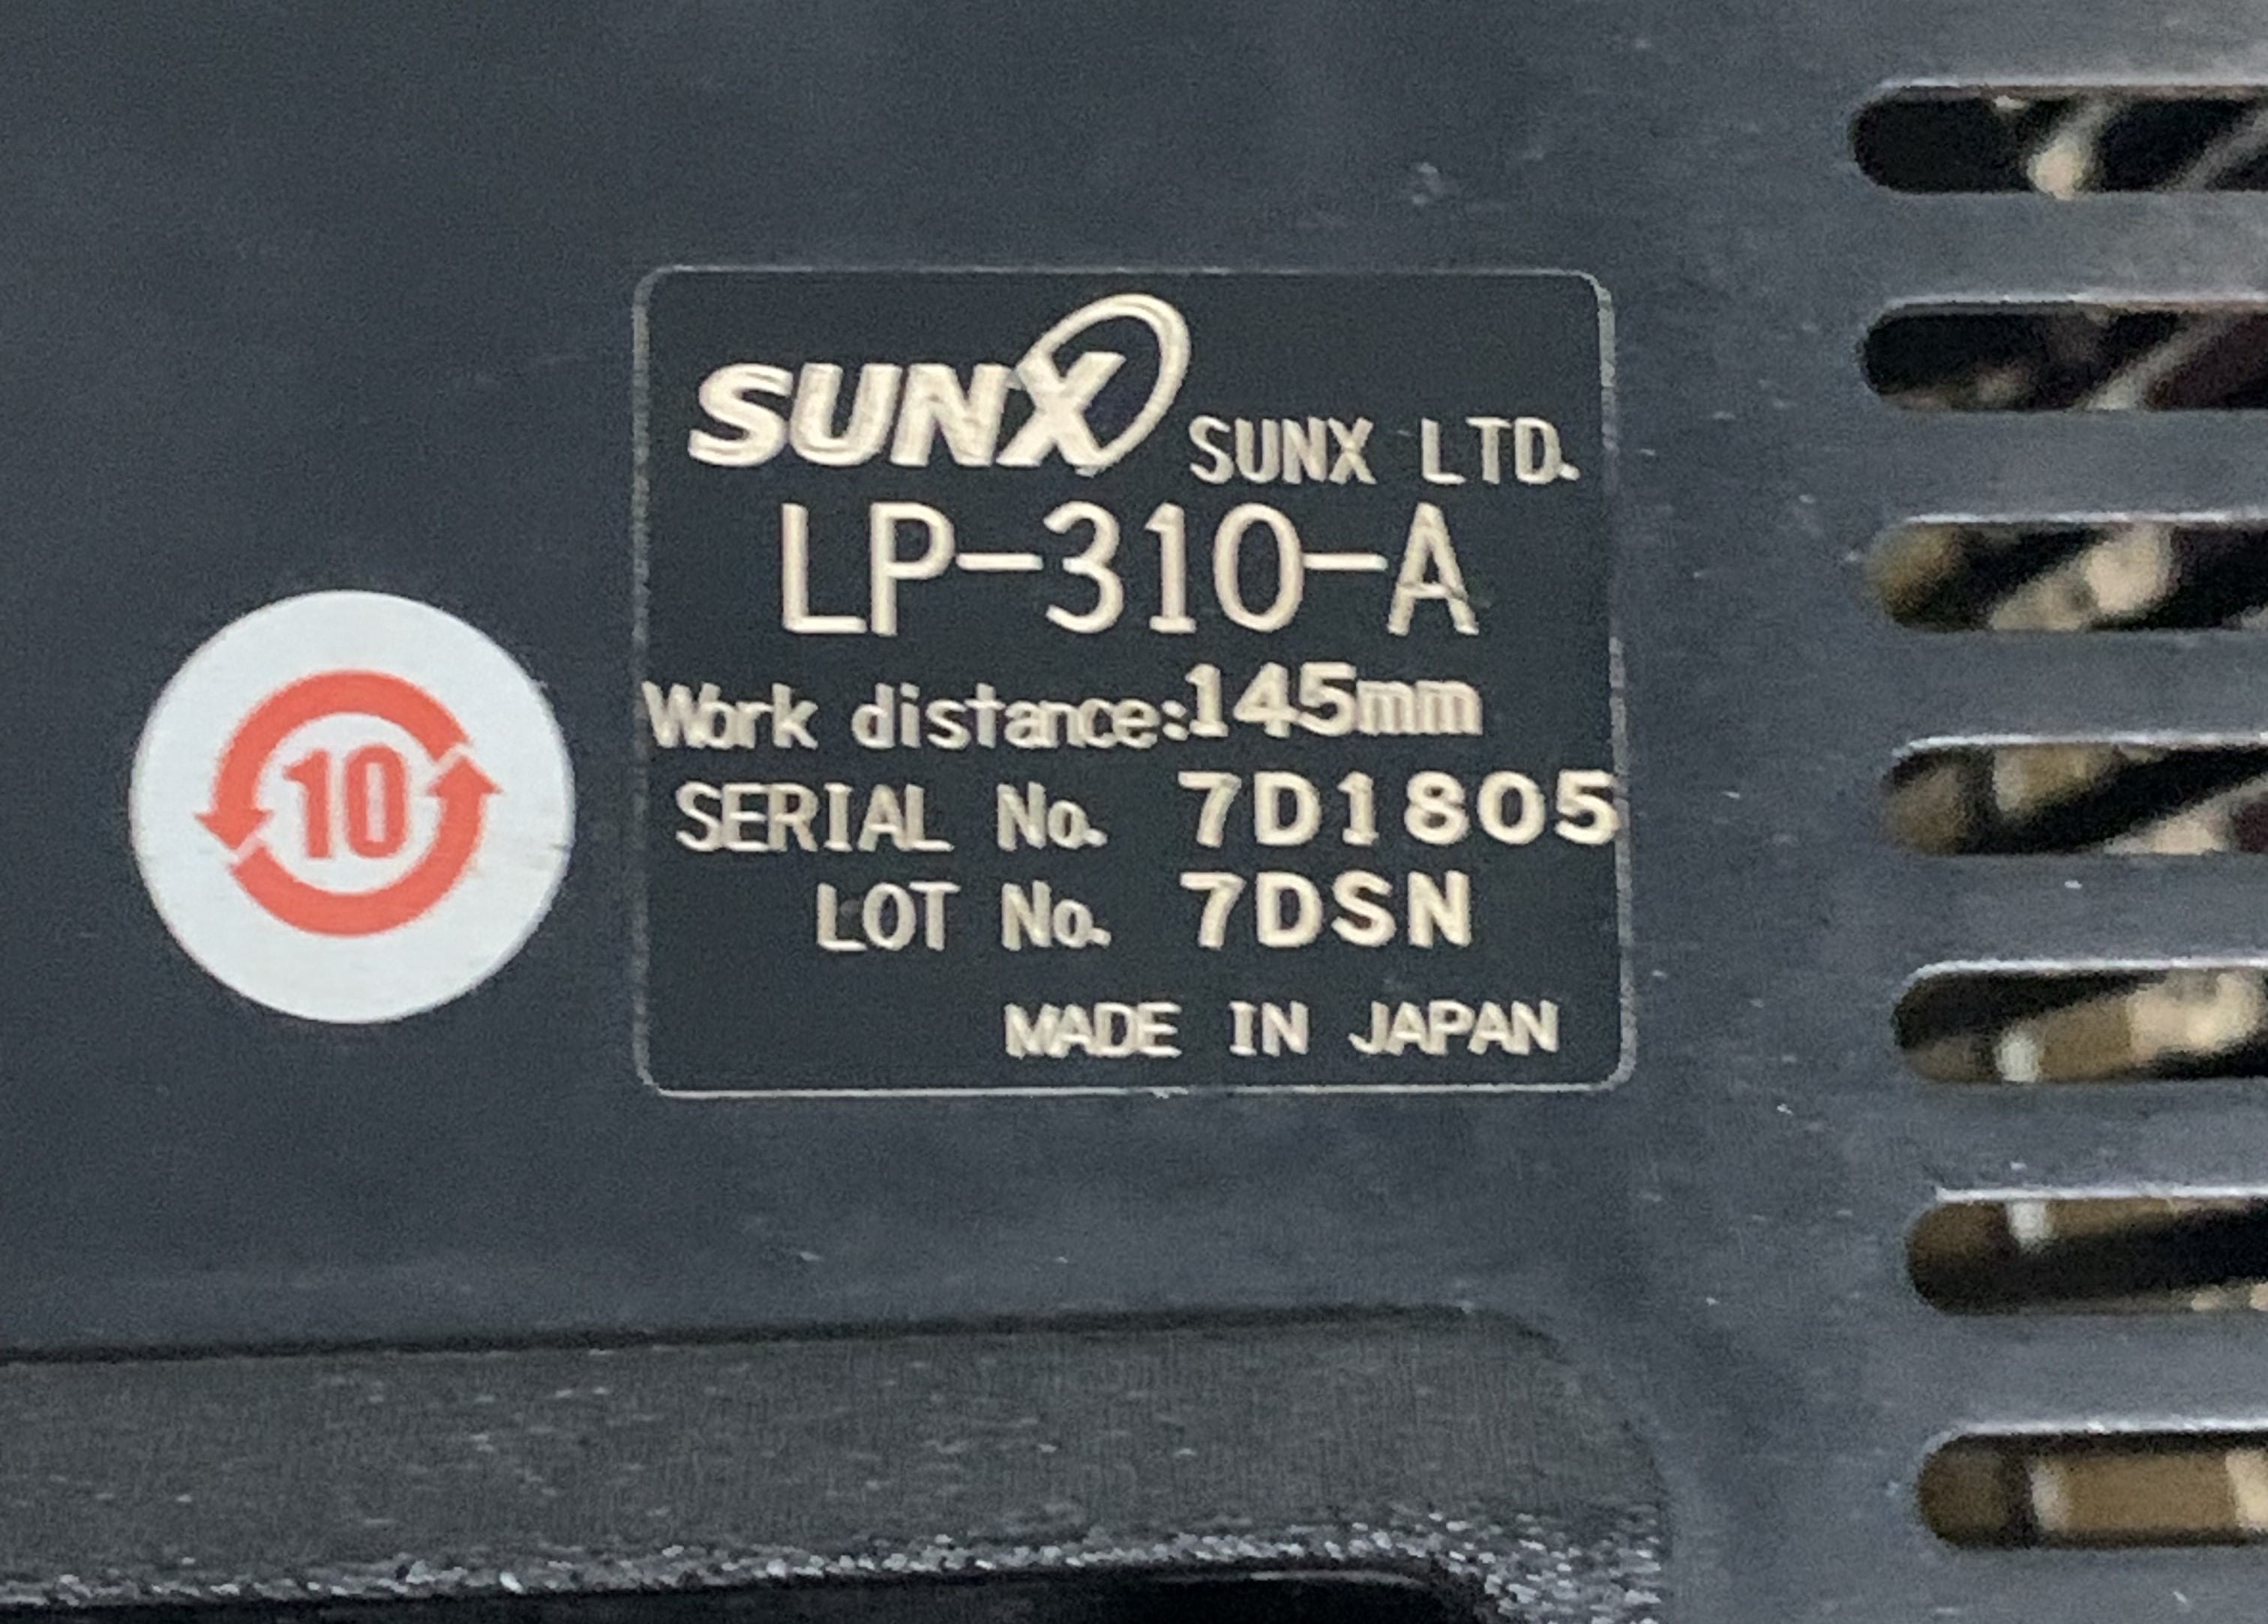 SUNX SUNX LTD.
LP-310-A
Work distance:145mm
SERIAL No. 7D1805
LOT No. 7DSN
MADE IN JAPAN
10